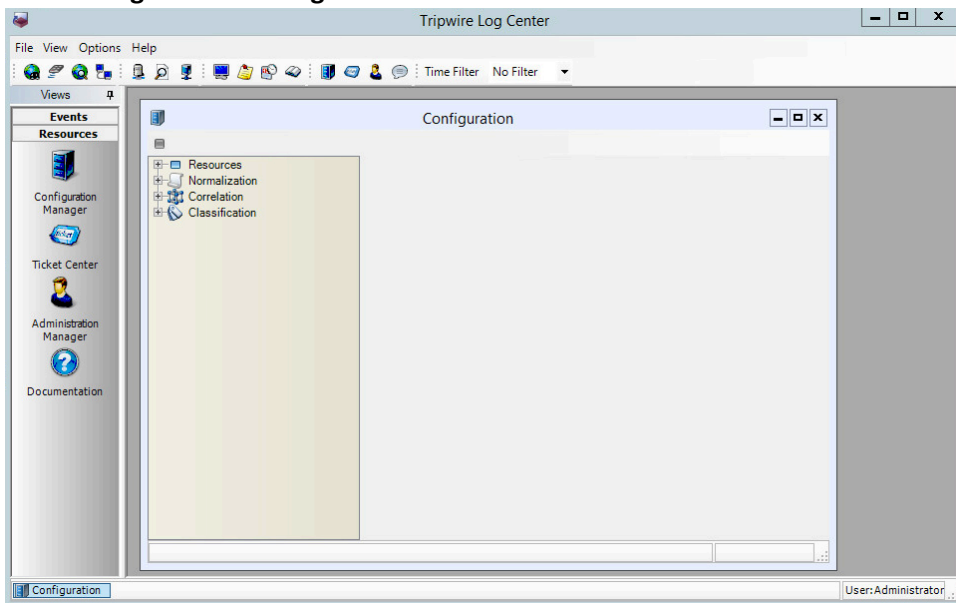 Tripwire Log Center
File View Options Help
Time Filter No Filter
Views
Events
Resources
Configuration
Manager
Ticket Center
Administration
Manager
Documentation
Configuration
Resources
Normalization
Correlation
Classification
Configuration
User:Administrator